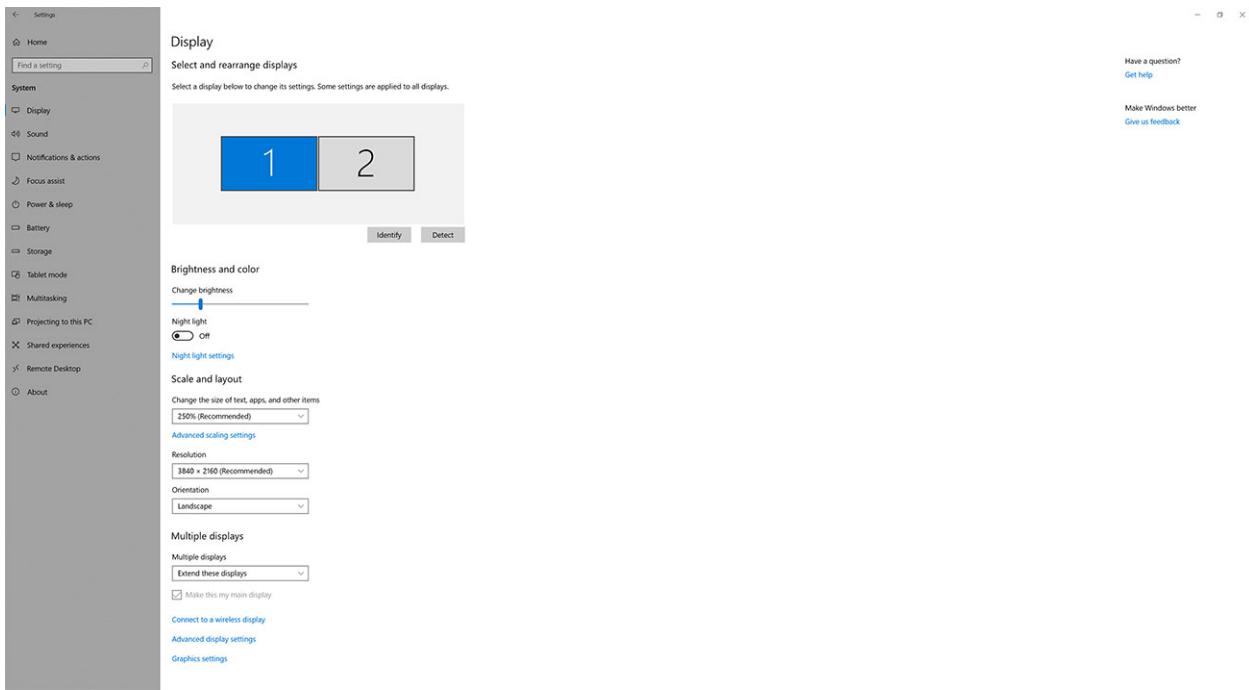 Settings
Home
Find a setting
System
Display
Sound
Notifications & actions
Focus assist
Power & sleep
Battery
Storage
Tablet mode
Multitasking
Projecting to this PC
Shared experiences
Remote Desktop
About
Display
Select and rearrange displays
Select a display below to change its settings. Some settings are applied to all displays.
1 2
Identify Detect
Brightness and color
Change brightness
Night light
Off
Night light settings
Scale and layout
Change the size of text, apps, and other items
250% (Recommended)
Advanced scaling settings
Resolution
3840 × 2160 (Recommended)
Orientation
Landscape
Multiple displays
Multiple displays
Extend these displays
Make this my main display
Connect to a wireless display
Advanced display settings
Graphics settings
Have a question?
Get help
Make Windows better
Give us feedback